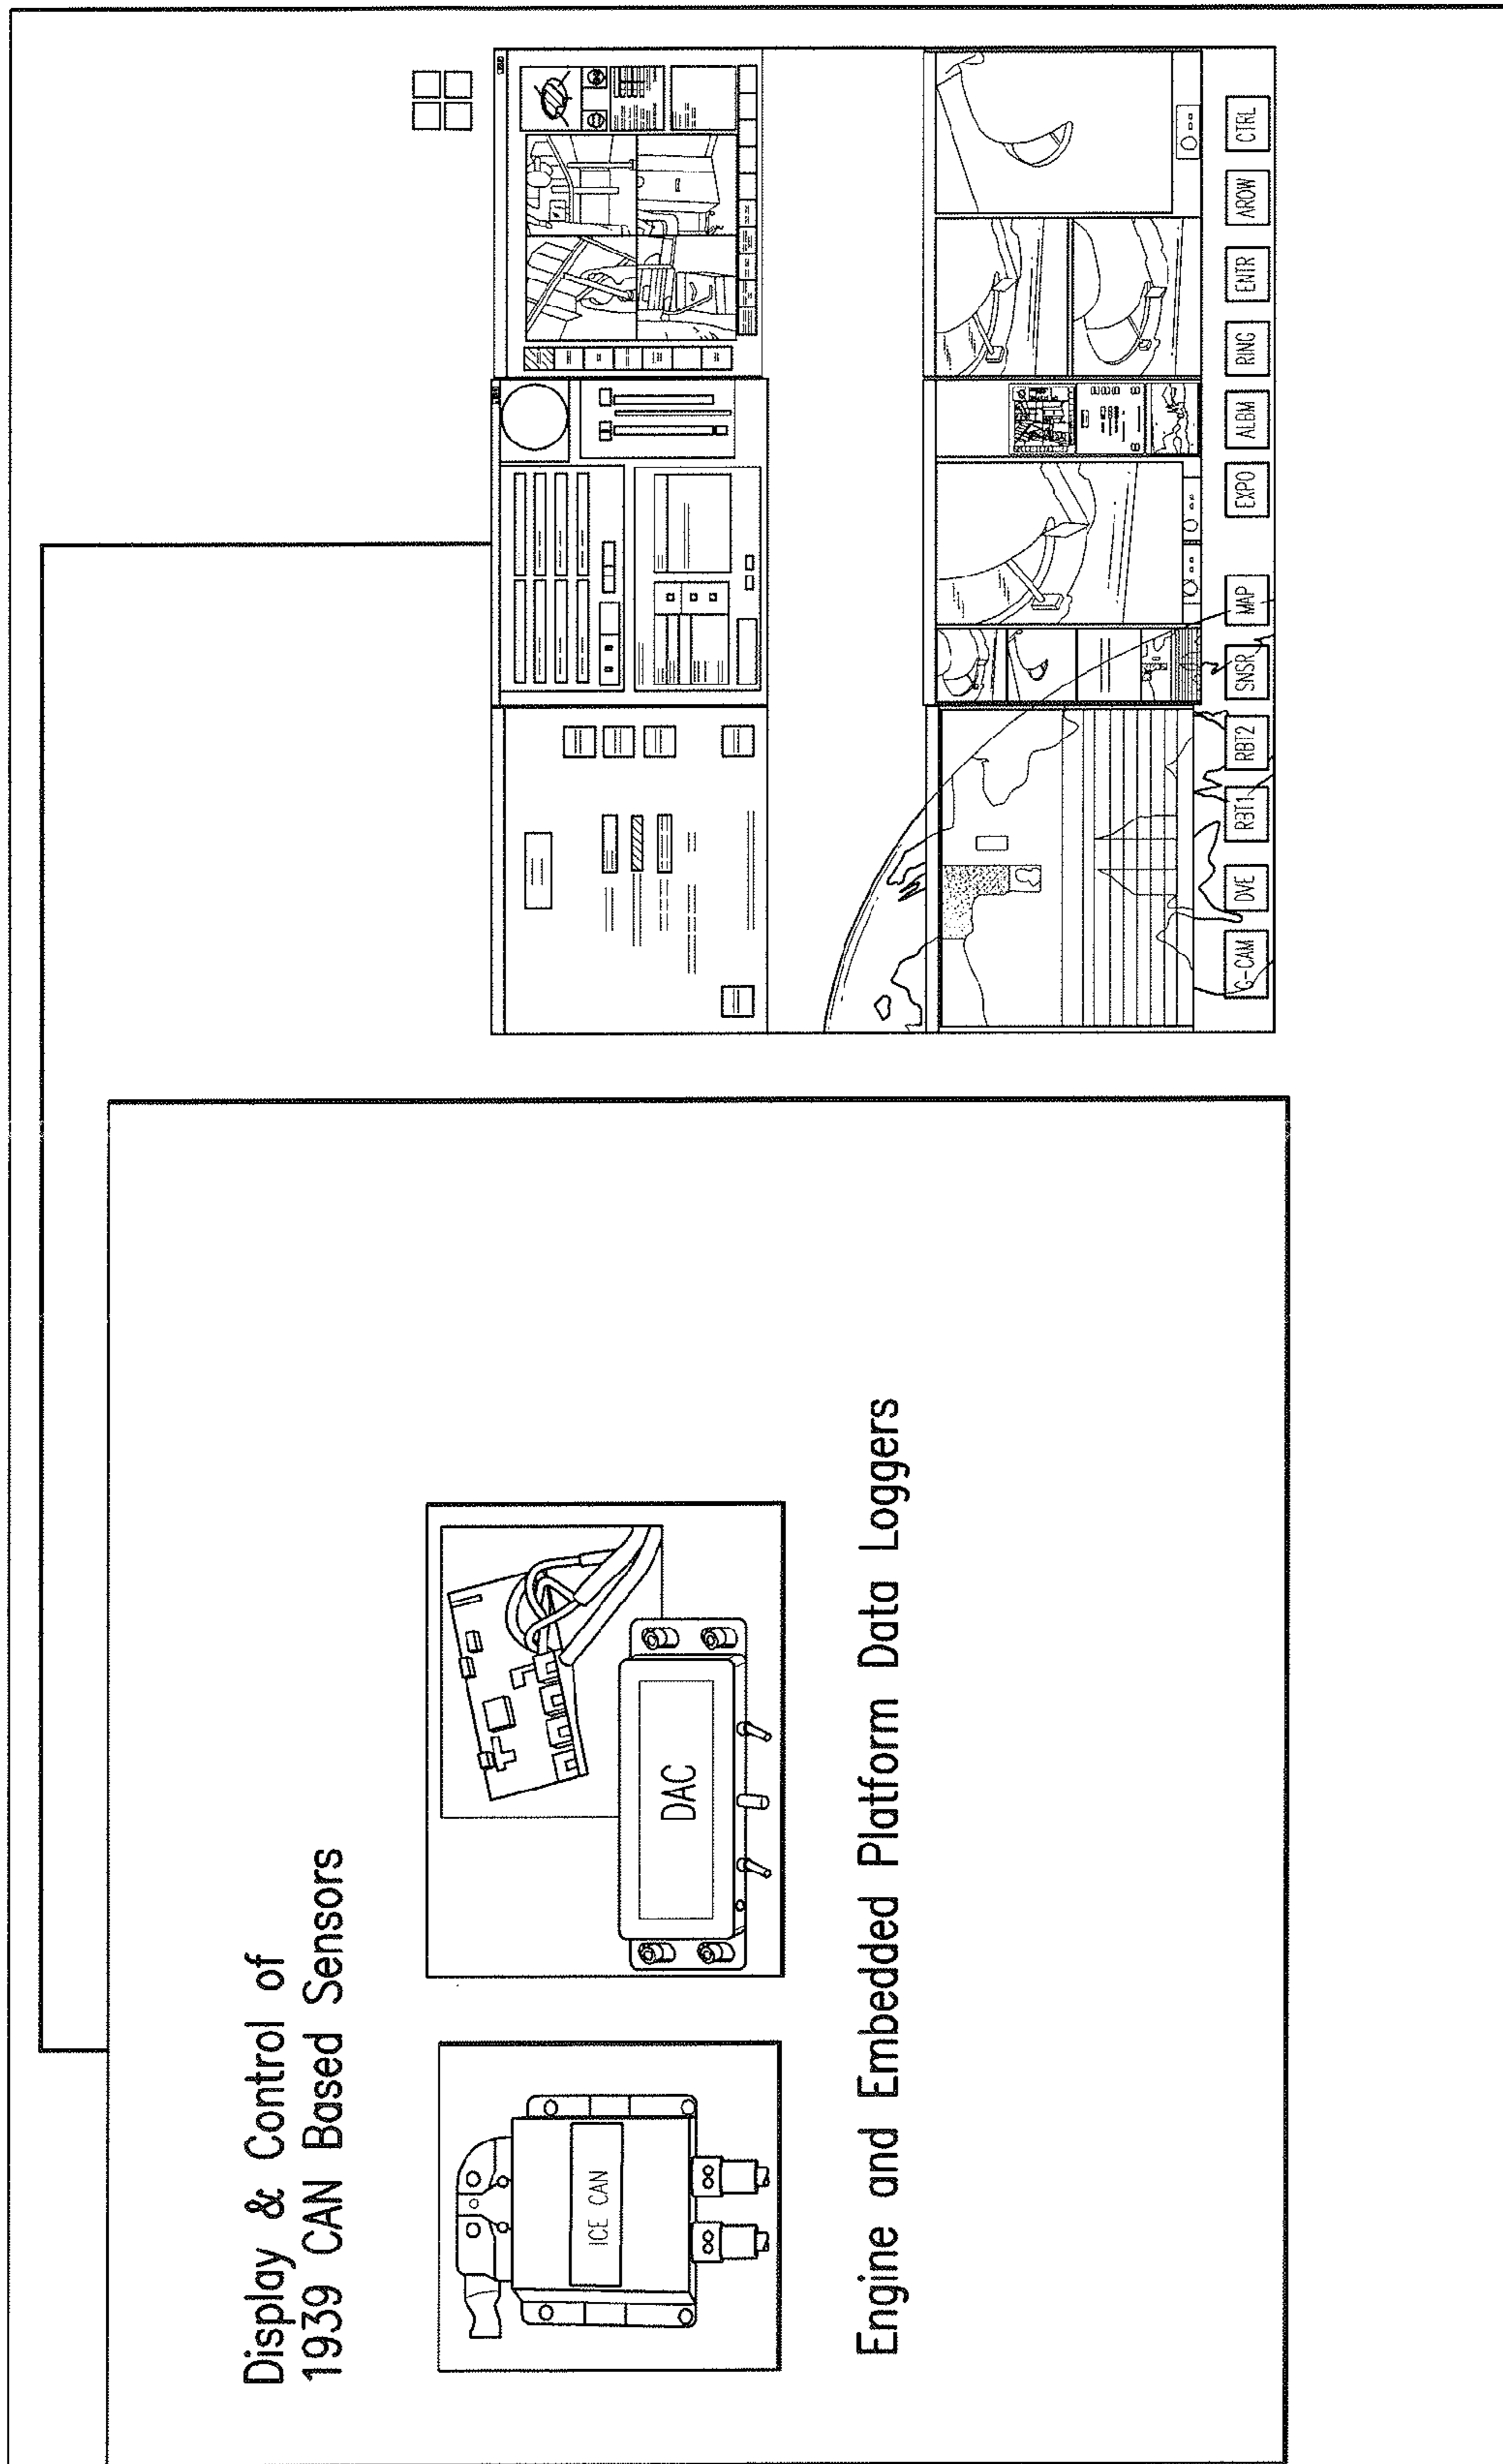 Display & Control of
1939 CAN Based Sensors
ICE CAN
DAC
Engine and Embedded Platform Data Loggers
G-CAM
DVE
RBT1
RBT2
SNSR
MAP
EXPO
ALBM
RING
ENTR
AROW
CTRL